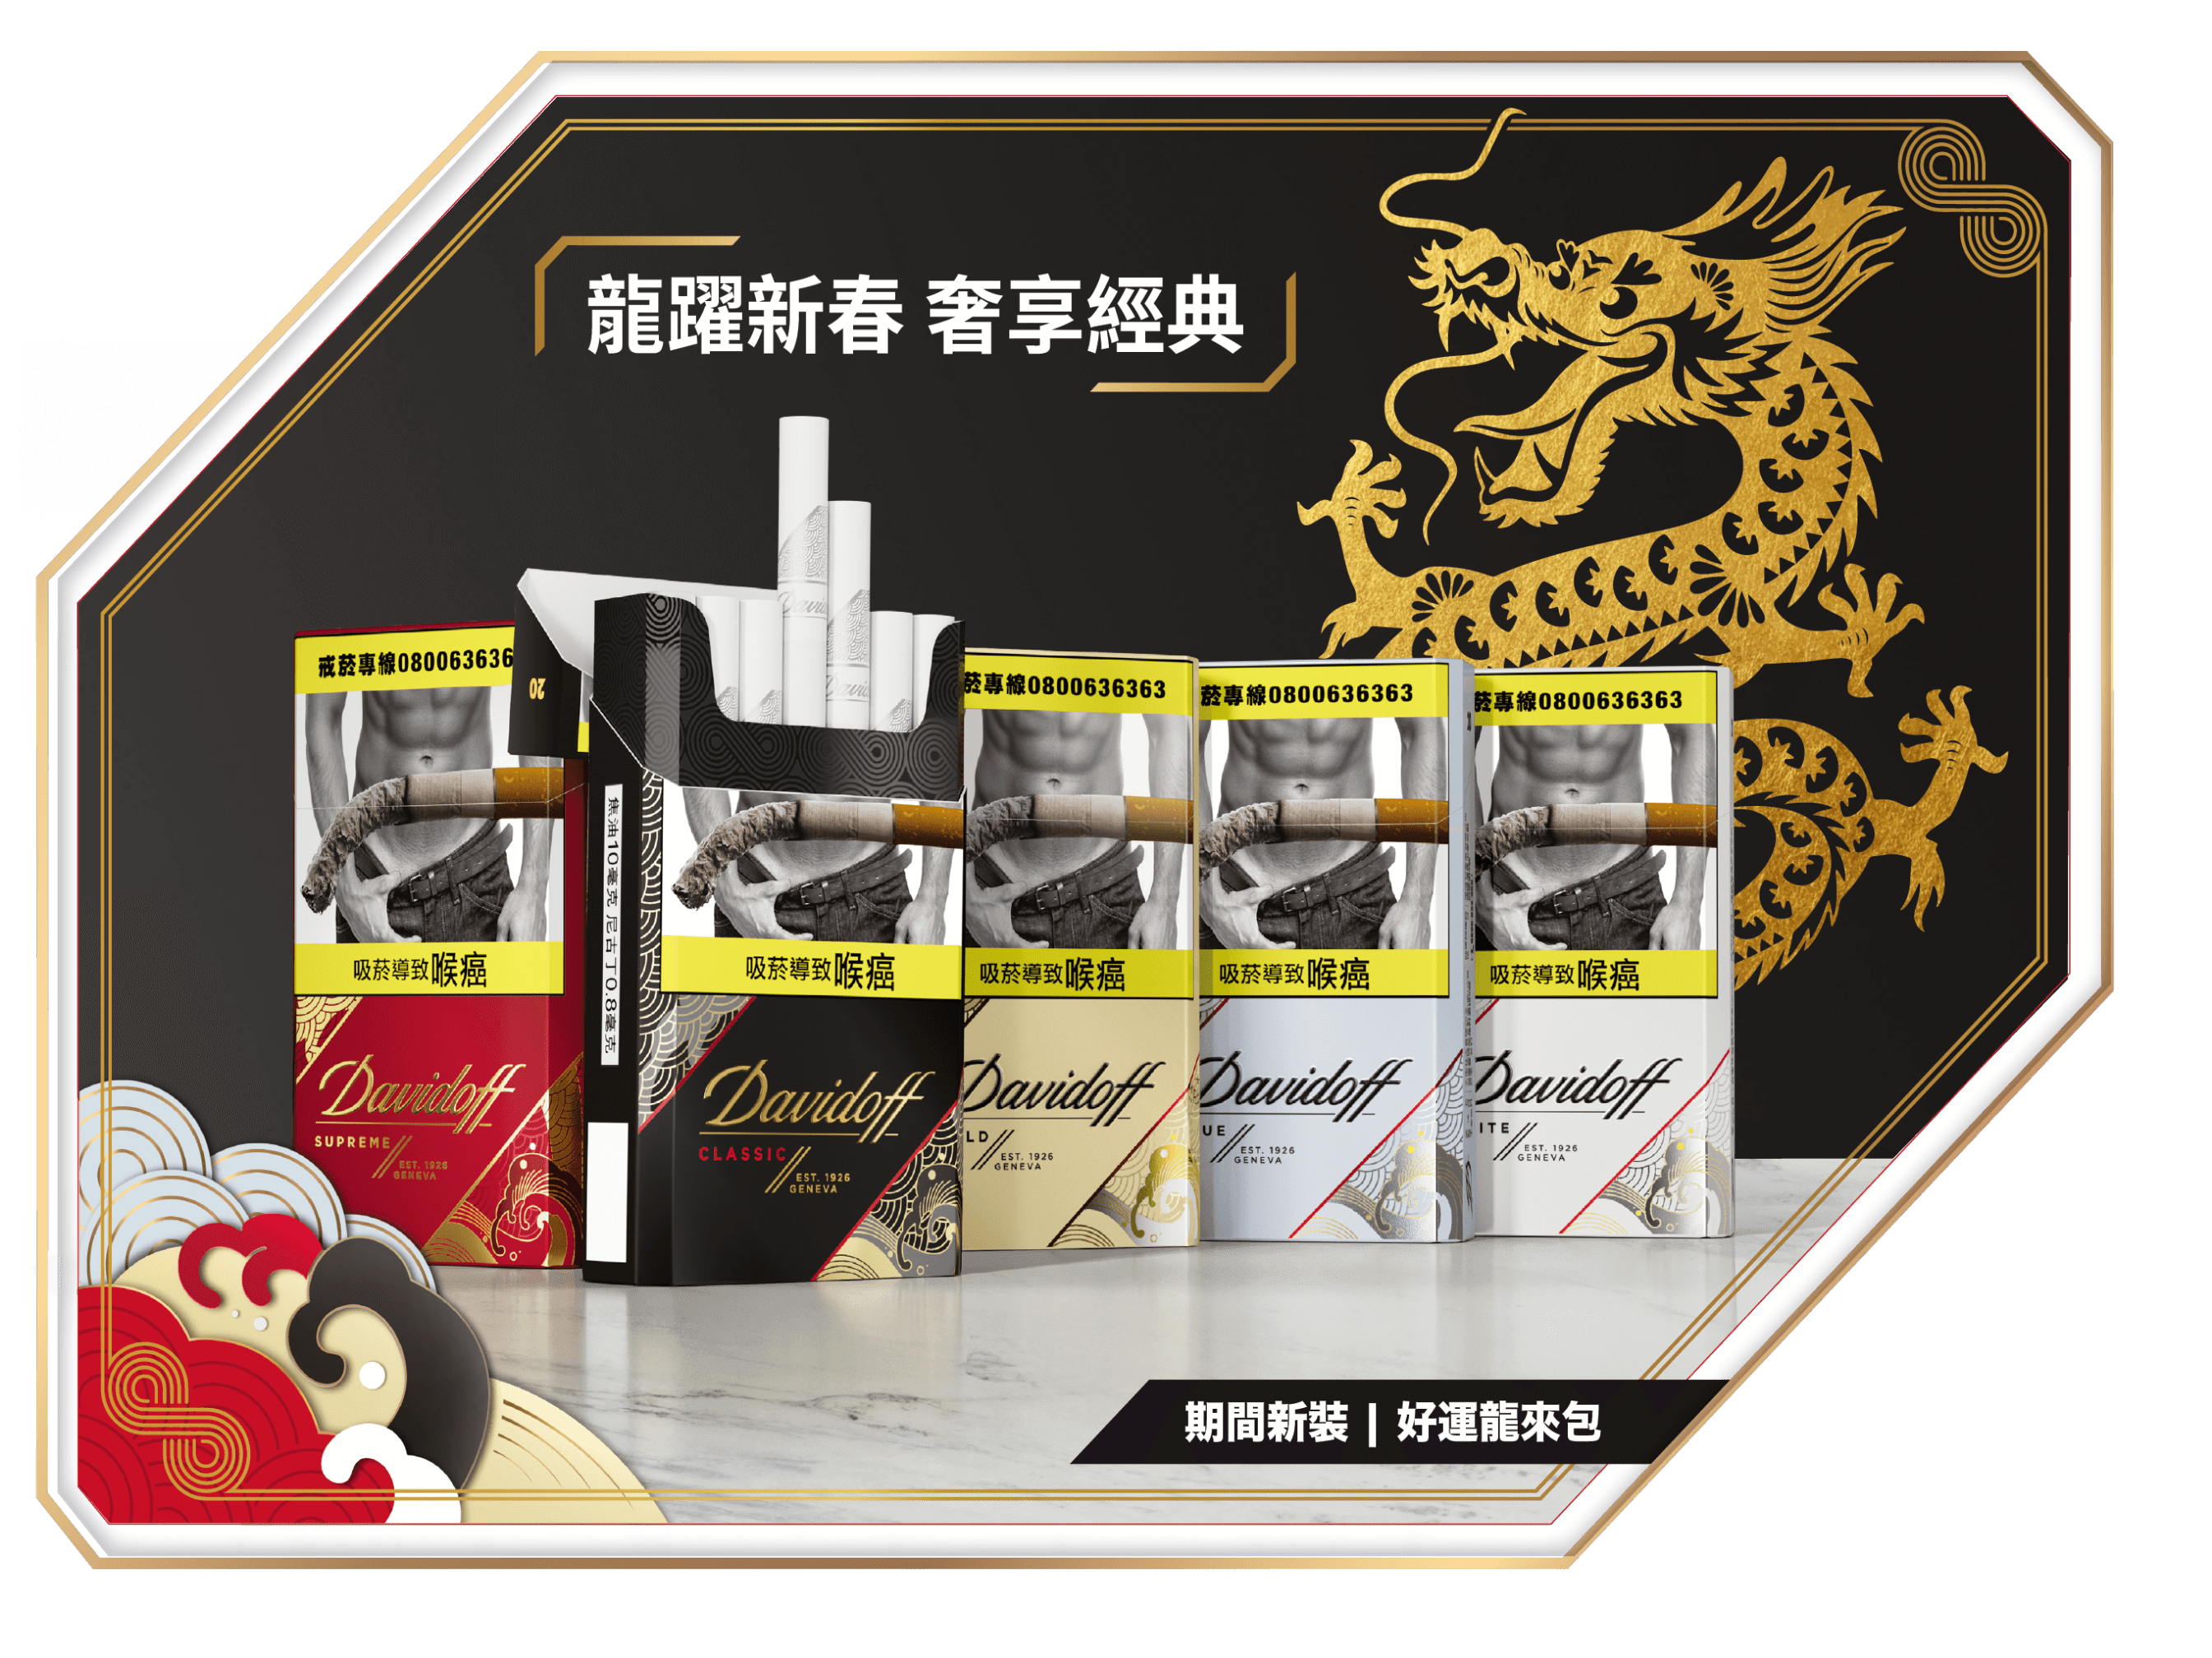 龍躍新春 奢享經典
戒菸專線080063636
20
焦油10毫克 尼古丁0.8毫克
吸菸導致喉癌
Davidoff
SUPREME
EST. 1926
GENEVA
吸菸導致喉癌
Davidoff
CLASSIC
EST. 1926
GENEVA
菸專線0800636363
吸菸導致喉癌
Davidoff
LD
EST. 1926
GENEVA
菸專線0800636363
吸菸導致喉癌
Davidoff
UE
EST. 1926
GENEVA
菸專線0800636363
吸菸導致喉癌
Davidoff
ITE
EST. 1926
GENEVA
期間新裝 | 好運龍來包